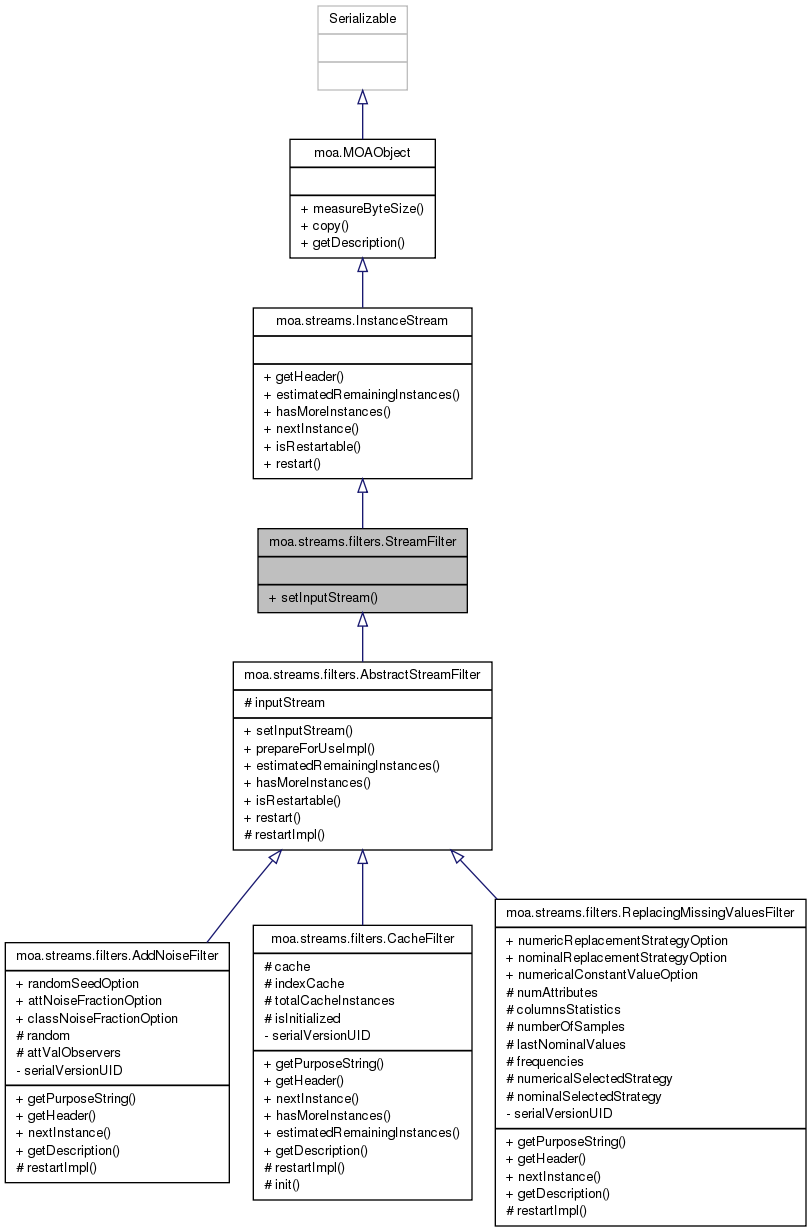 Serializable
moa.MOAObject
+ measureByteSize()
+ copy()
+ getDescription()
moa.streams.InstanceStream
+ getHeader()
+ estimatedRemainingInstances()
+ hasMoreInstances()
+ nextInstance()
+ isRestartable()
+ restart()
moa.streams.filters.StreamFilter
+ setInputStream()
moa.streams.filters.AbstractStreamFilter
# inputStream
+ setInputStream()
+ prepareForUseImpl()
+ estimatedRemainingInstances()
+ hasMoreInstances()
+ isRestartable()
+ restart()
# restartImpl()
moa.streams.filters.AddNoiseFilter
+ randomSeedOption
+ attNoiseFractionOption
+ classNoiseFractionOption
# random
# attValObservers
- serialVersionUID
+ getPurposeString()
+ getHeader()
+ nextInstance()
+ getDescription()
# restartImpl()
moa.streams.filters.CacheFilter
# cache
# indexCache
# totalCacheInstances
# isInitialized
- serialVersionUID
+ getPurposeString()
+ getHeader()
+ nextInstance()
+ hasMoreInstances()
+ estimatedRemainingInstances()
+ getDescription()
# restartImpl()
# init()
moa.streams.filters.ReplacingMissingValuesFilter
+ numericReplacementStrategyOption
+ nominalReplacementStrategyOption
+ numericalConstantValueOption
# numAttributes
# columnsStatistics
# numberOfSamples
# lastNominalValues
# frequencies
# numericalSelectedStrategy
# nominalSelectedStrategy
- serialVersionUID
+ getPurposeString()
+ getHeader()
+ nextInstance()
+ getDescription()
# restartImpl()